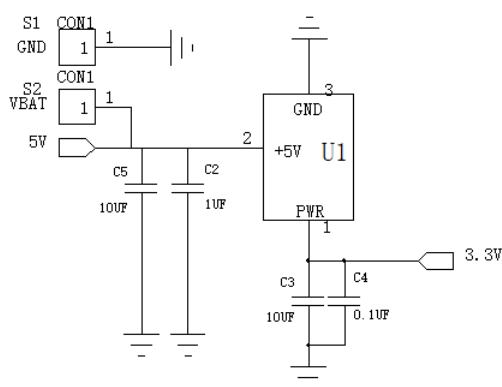 S1 CON1
GND 1 1
S2 CON1
VBAT 1 1
5V
C5
10UF
C2
1UF
3
GND
2 +5V U1
PWR
1
3.3V
C3
10UF
C4
0.1UF